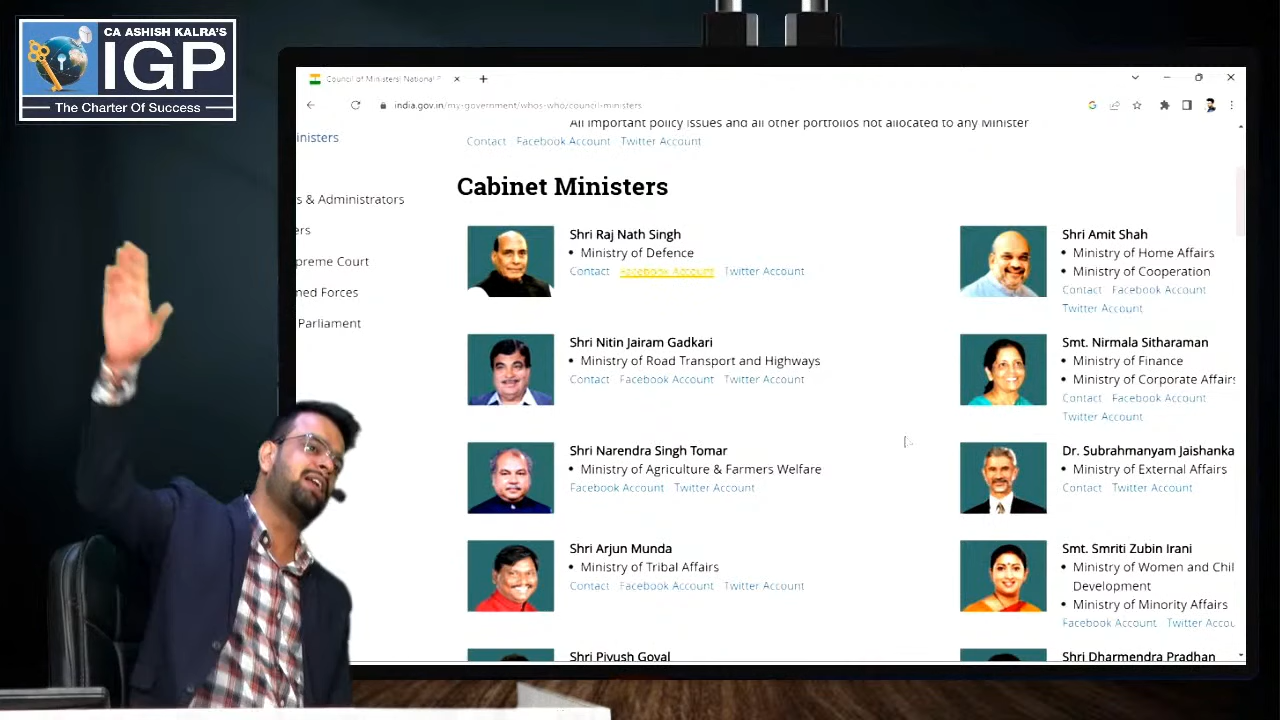 CA ASHISH KALRA'S
IGP
The Charter Of Success
Council of Ministers| National P
india.gov.in/my-government/whos-who/council-ministers
All important policy issues and all other portfolios not allocated to any Minister
Contact Facebook Account Twitter Account
inisters
s & Administrators
ers
preme Court
med Forces
Parliament
Cabinet Ministers
Shri Raj Nath Singh
• Ministry of Defence
Contact Facebook Account Twitter Account
Shri Amit Shah
• Ministry of Home Affairs
• Ministry of Cooperation
Contact Facebook Account
Twitter Account
Shri Nitin Jairam Gadkari
• Ministry of Road Transport and Highways
Contact Facebook Account Twitter Account
Smt. Nirmala Sitharaman
• Ministry of Finance
• Ministry of Corporate Affairs
Contact Facebook Account
Twitter Account
Shri Narendra Singh Tomar
• Ministry of Agriculture & Farmers Welfare
Facebook Account Twitter Account
Dr. Subrahmanyam Jaishanka
• Ministry of External Affairs
Contact Twitter Account
Shri Arjun Munda
• Ministry of Tribal Affairs
Contact Facebook Account Twitter Account
Smt. Smriti Zubin Irani
• Ministry of Women and Chil
Development
• Ministry of Minority Affairs
Facebook Account Twitter Accou
Shri Piyush Goyal
Shri Dharmendra Pradhan